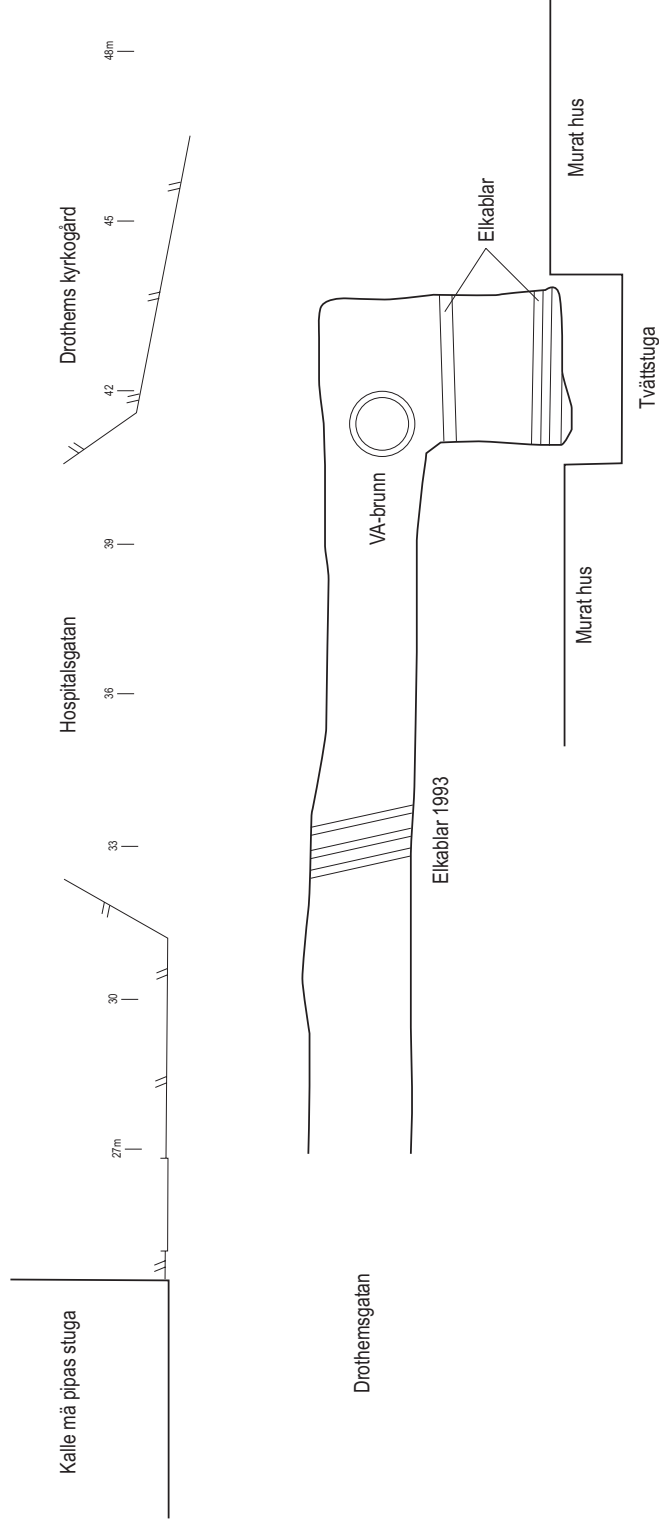 Kalle mä pipas stuga
Hospitalsgatan
Drothems kyrkogård
27m
30
33
36
39
42
45
48m
Drothemsgatan
Elkablar 1993
VA-brunn
Elkablar
Murat hus
Murat hus
Tvättstuga